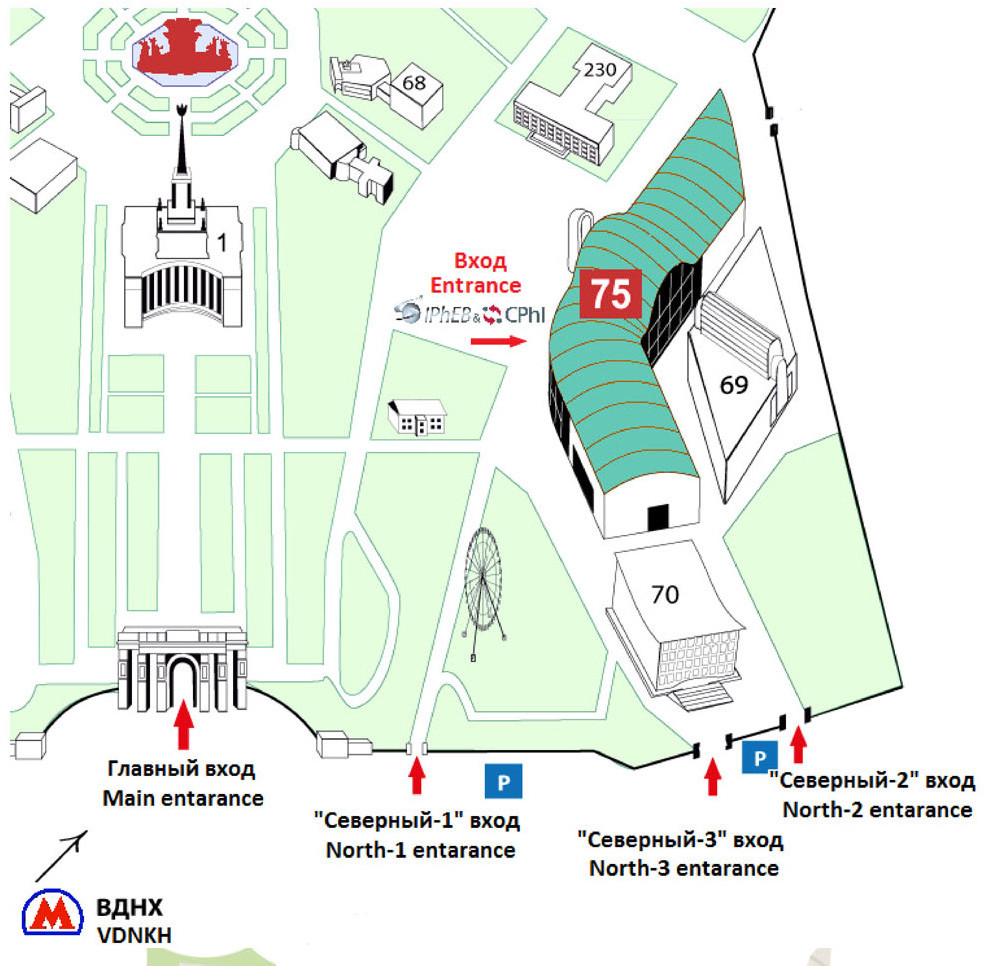 68
230
1
Вход
Entrance
IPhEB & CPhI
75
69
70
P
P
Главный вход
Main entarance
"Северный-1" вход
North-1 entarance
"Северный-3" вход
North-3 entarance
"Северный-2" вход
North-2 entarance
М
ВДНХ
VDNKH